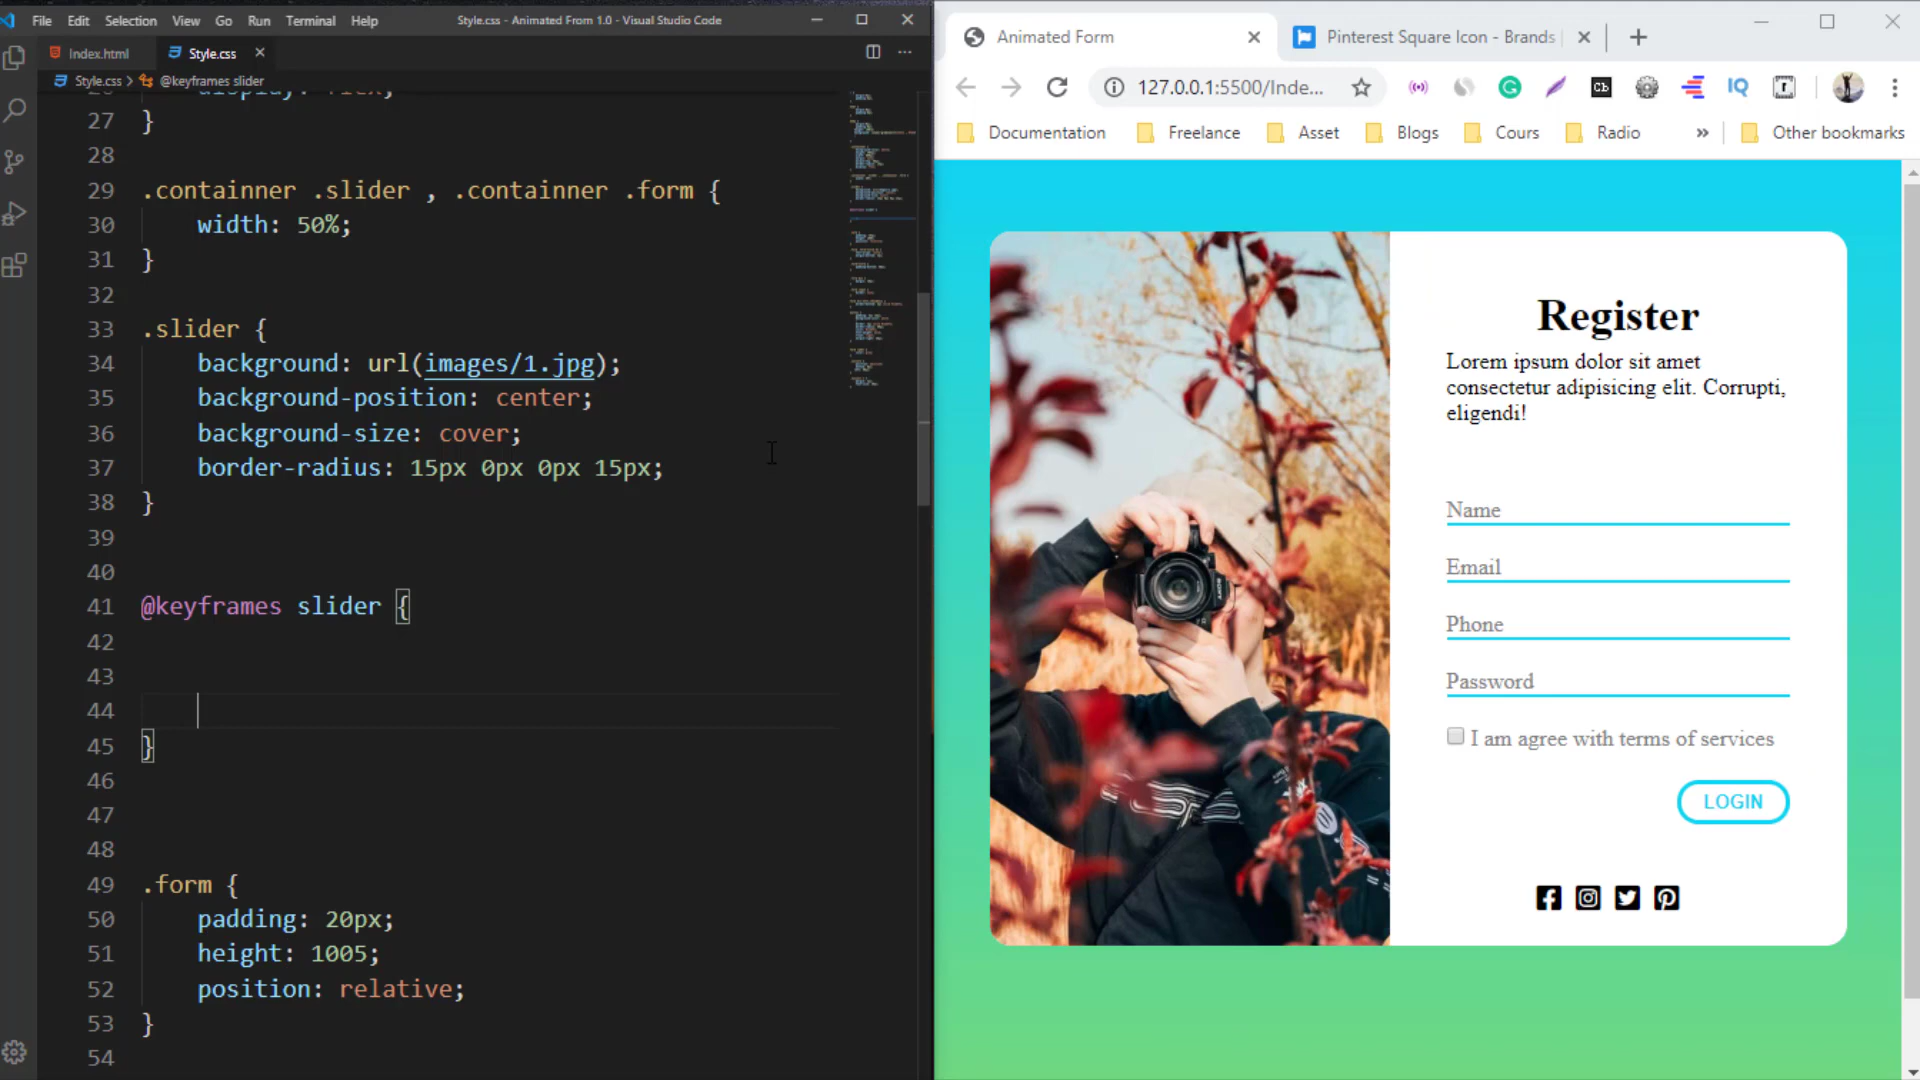 File Edit Selection View Go Run Terminal Help
Style.css - Animated From 1.0 - Visual Studio Code
Index.html
Style.css
Style.css > @keyframes slider
27 }
28
29 .containner .slider , .containner .form {
30 width: 50%;
31 }
32
33 .slider {
34 background: url(images/1.jpg);
35 background-position: center;
36 background-size: cover;
37 border-radius: 15px 0px 0px 15px;
38 }
39
40
41 @keyframes slider {
42
43
44
45 }
46
47
48
49 .form {
50 padding: 20px;
51 height: 1005;
52 position: relative;
53 }
54
Animated Form
Pinterest Square Icon - Brands
127.0.0.1:5500/Inde...
Cb
IQ
Documentation Freelance Asset Blogs Cours Radio » Other bookmarks
Register
Lorem ipsum dolor sit amet
consectetur adipisicing elit. Corrupti,
eligendi!
Name
Email
Phone
Password
I am agree with terms of services
LOGIN